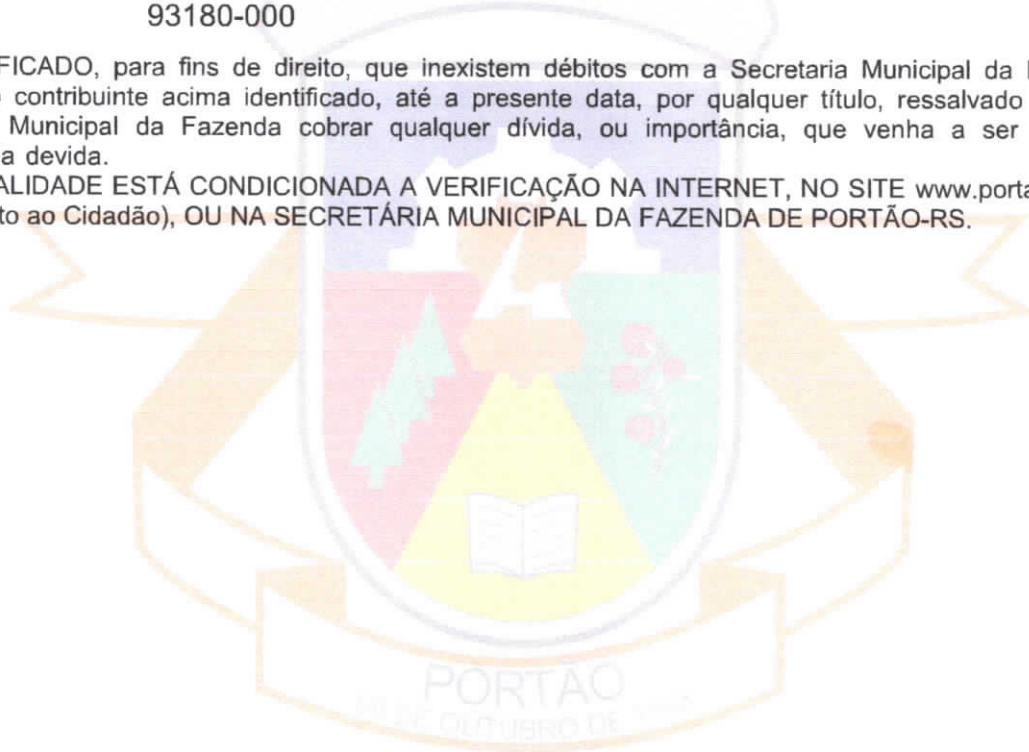 93180-000
FICADO, para fins de direito, que inexistem débitos com a Secretaria Municipal da
contribuinte acima identificado, até a presente data, por qualquer título, ressalvado
Municipal da Fazenda cobrar qualquer dívida, ou importância, que venha a ser
a devida.
ALIDADE ESTÁ CONDICIONADA A VERIFICAÇÃO NA INTERNET, NO SITE www.porta
to ao Cidadão), OU NA SECRETÁRIA MUNICIPAL DA FAZENDA DE PORTÃO-RS.
PORTÃO
DE OUTUBRO DE